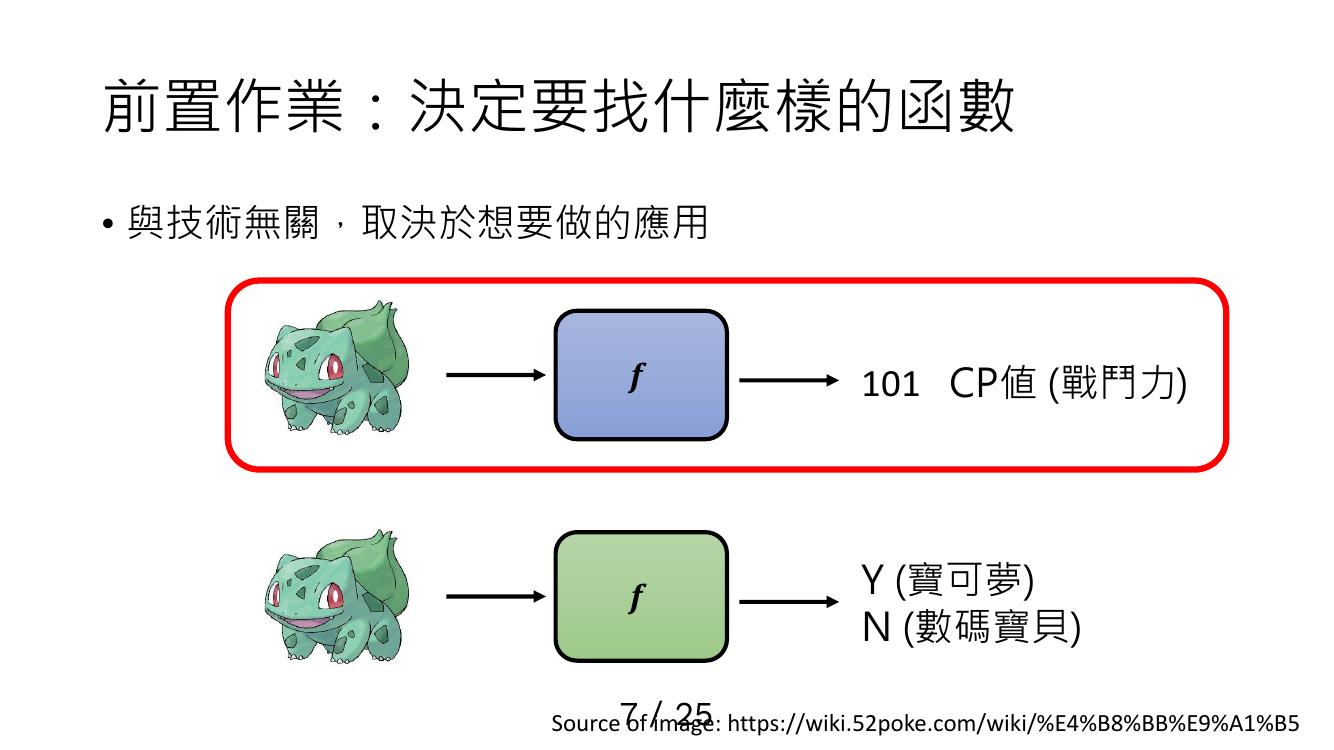 前置作業：決定要找什麼樣的函數
• 與技術無關，取決於想要做的應用
f
101 CP值 (戰鬥力)
f
Y (寶可夢)
N (數碼寶貝)
7 / 25
Source of image: https://wiki.52poke.com/wiki/%E4%B8%BB%E9%A1%B5